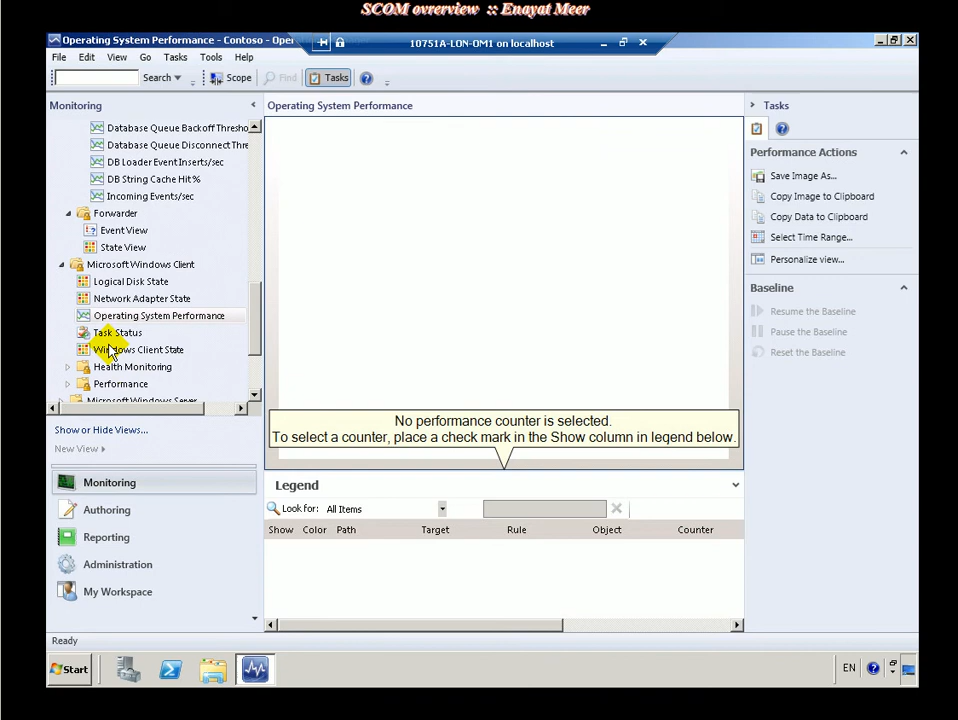 SCOM ovrerview :: Enayat Meer
Operating System Performance - Contoso - Oper
10751A-LON-OM1 on localhost
File Edit View Go Tasks Tools Help
Search Scope Find Tasks
Monitoring
Operating System Performance
Tasks
Database Queue Backoff Thresho
Database Queue Disconnect Thre
DB Loader Event Inserts/sec
DB String Cache Hit %
Incoming Events/sec
Forwarder
Event View
State View
Microsoft Windows Client
Logical Disk State
Network Adapter State
Operating System Performance
Task Status
Windows Client State
Health Monitoring
Performance
Microsoft Windows Server
Show or Hide Views...
New View
Monitoring
Authoring
Reporting
Administration
My Workspace
No performance counter is selected.
To select a counter, place a check mark in the Show column in legend below.
Legend
Look for: All Items
Show Color Path Target Rule Object Counter
Performance Actions
Save Image As...
Copy Image to Clipboard
Copy Data to Clipboard
Select Time Range...
Personalize view...
Baseline
Resume the Baseline
Pause the Baseline
Reset the Baseline
Ready
Start
EN